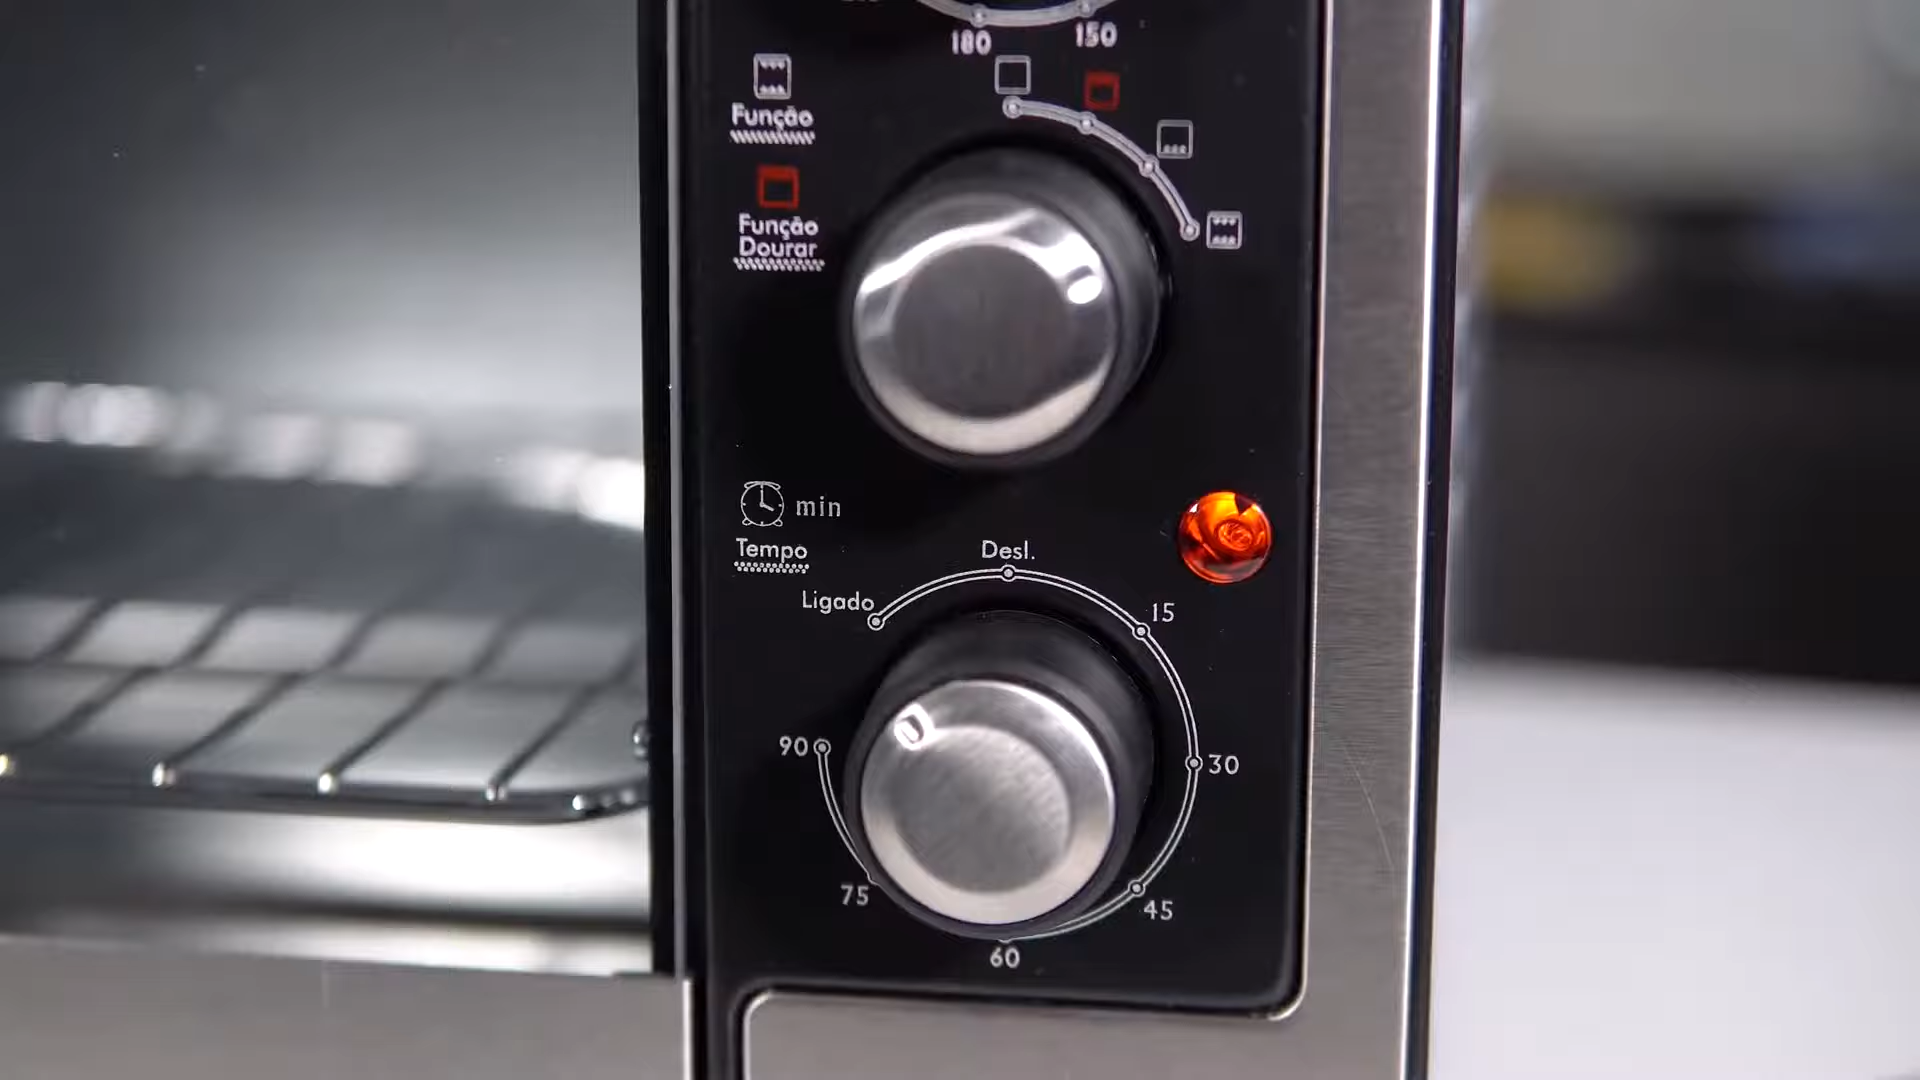 180
150
Função
Função
Dourar
min
Tempo
Desl.
Ligado
15
90
30
75
45
60